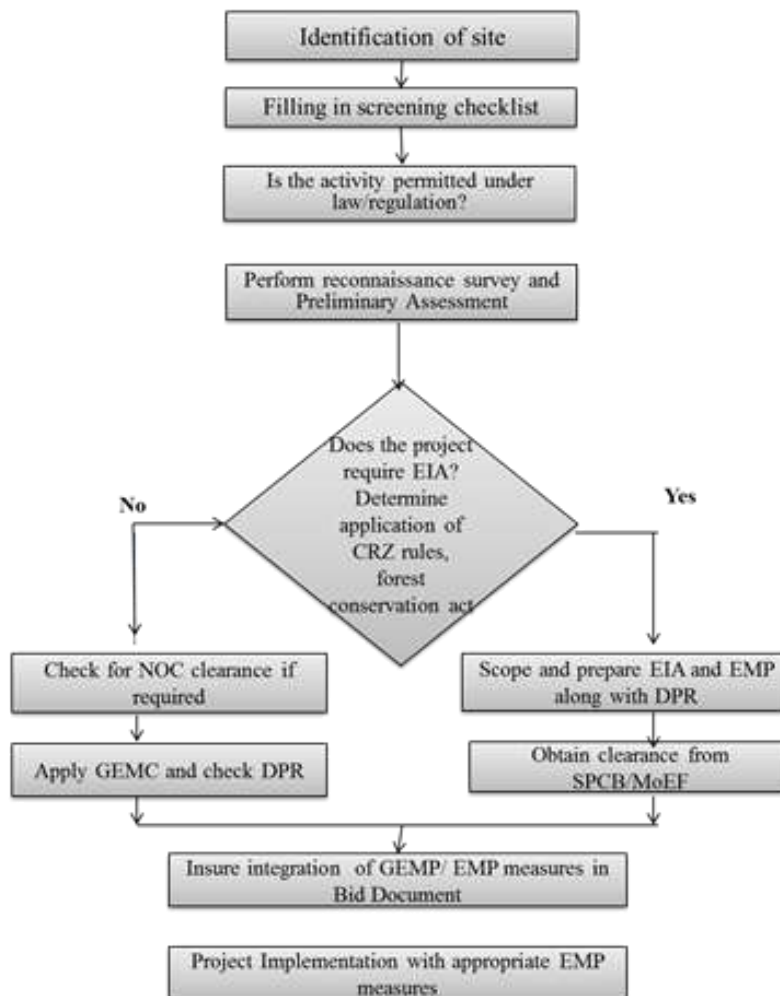 Identification of site
Filling in screening checklist
Is the activity permitted under
law/regulation?
Perform reconnaissance survey and
Preliminary Assessment
Does the project
require EIA?
Determine
application of
CRZ rules,
forest
conservation act
No
Yes
Check for NOC clearance if
required
Scope and prepare EIA and EMP
along with DPR
Apply GEMC and check DPR
Obtain clearance from
SPCB/MoEF
Insure integration of GEMP/ EMP measures in
Bid Document
Project Implementation with appropriate EMP
measures